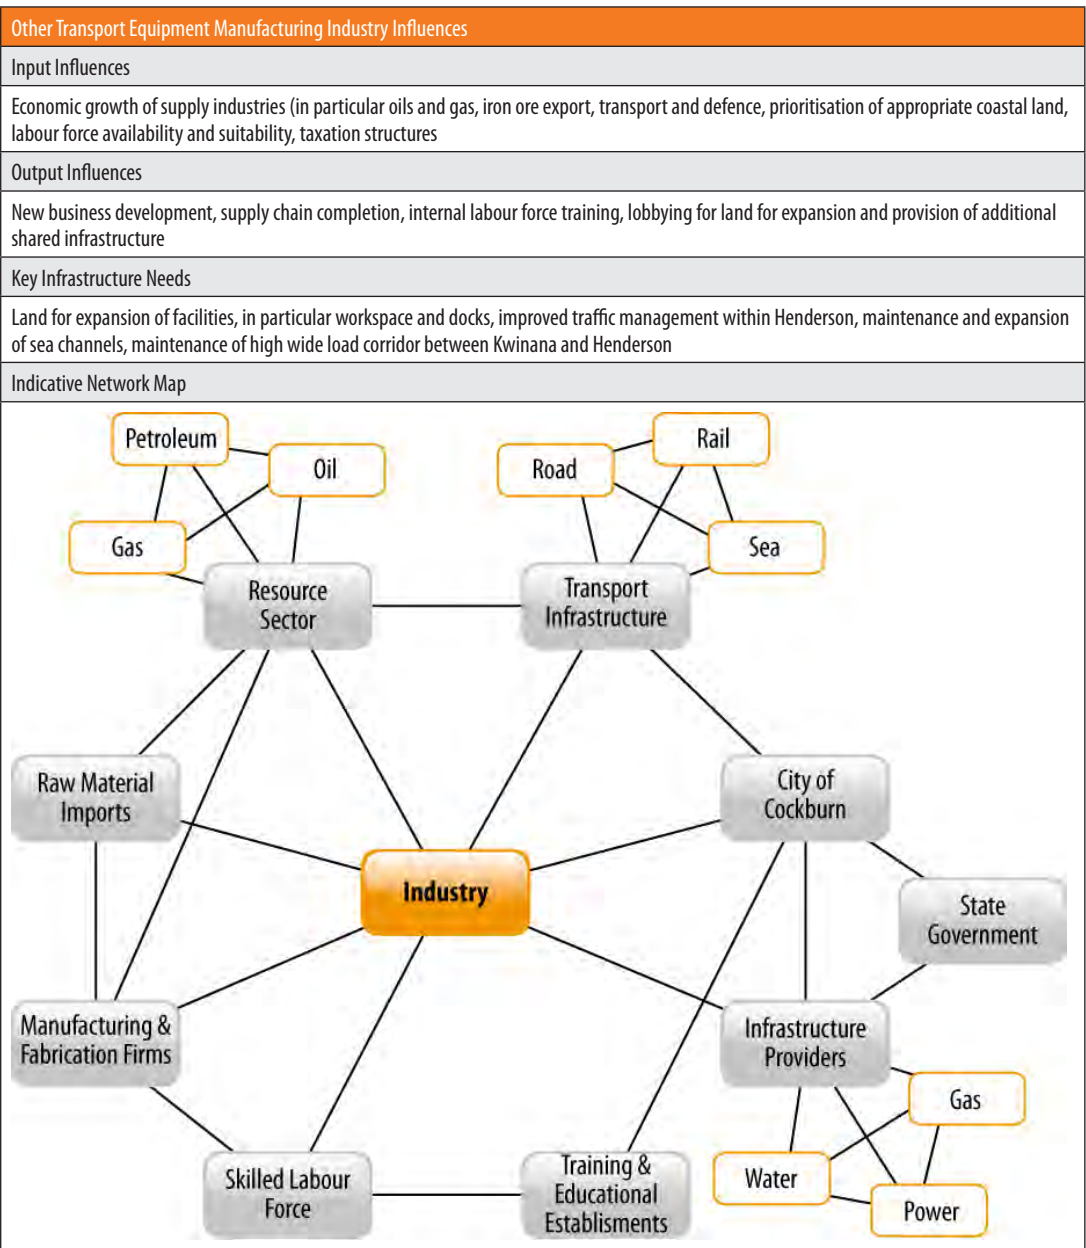 Other Transport Equipment Manufacturing Industry Influences
Input Influences
Economic growth of supply industries (in particular oils and gas, iron ore export, transport and defence, prioritisation of appropriate coastal land,
labour force availability and suitability, taxation structures
Output Influences
New business development, supply chain completion, internal labour force training, lobbying for land for expansion and provision of additional
shared infrastructure
Key Infrastructure Needs
Land for expansion of facilities, in particular workspace and docks, improved traffic management within Henderson, maintenance and expansion
of sea channels, maintenance of high wide load corridor between Kwinana and Henderson
Indicative Network Map
Petroleum
Oil
Gas
Rail
Road
Sea
Resource
Sector
Transport
Infrastructure
Raw Material
Imports
City of
Cockburn
Industry
State
Government
Manufacturing &
Fabrication Firms
Infrastructure
Providers
Gas
Water
Power
Skilled Labour
Force
Training &
Educational
Establisments